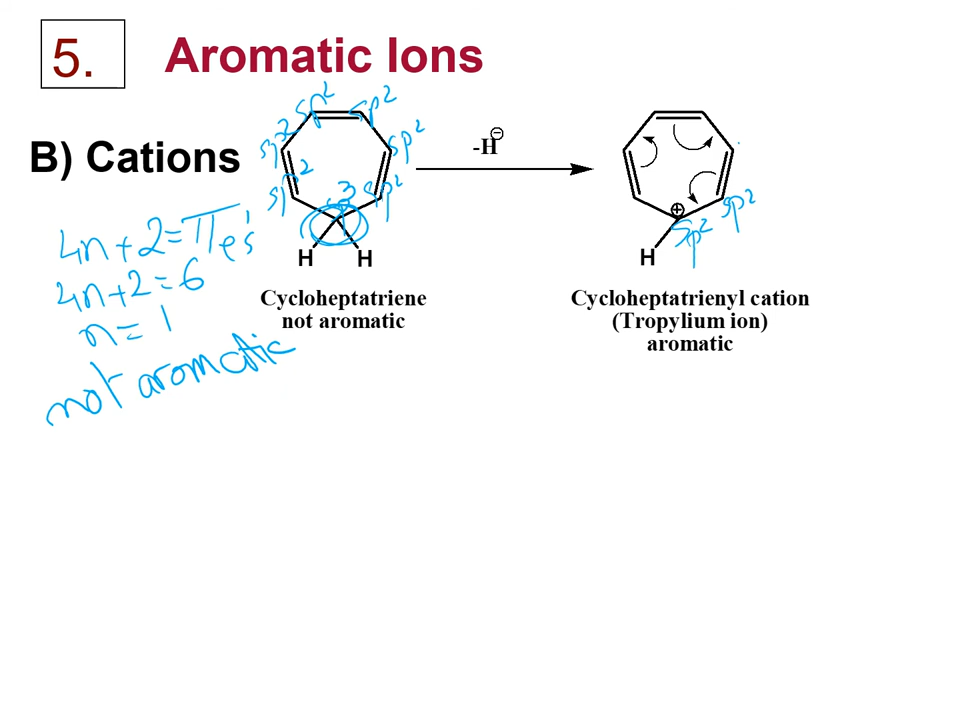 5. Aromatic Ions
B) Cations
sp2 sp2
sp2 sp2
sp2 sp3 sp2
-H⊖
⊕
sp2 sp2
H H
H
4n+2=πe's
4n+2=6
n=1
not aromatic
Cycloheptatriene
not aromatic
Cycloheptatrienyl cation
(Tropylium ion)
aromatic